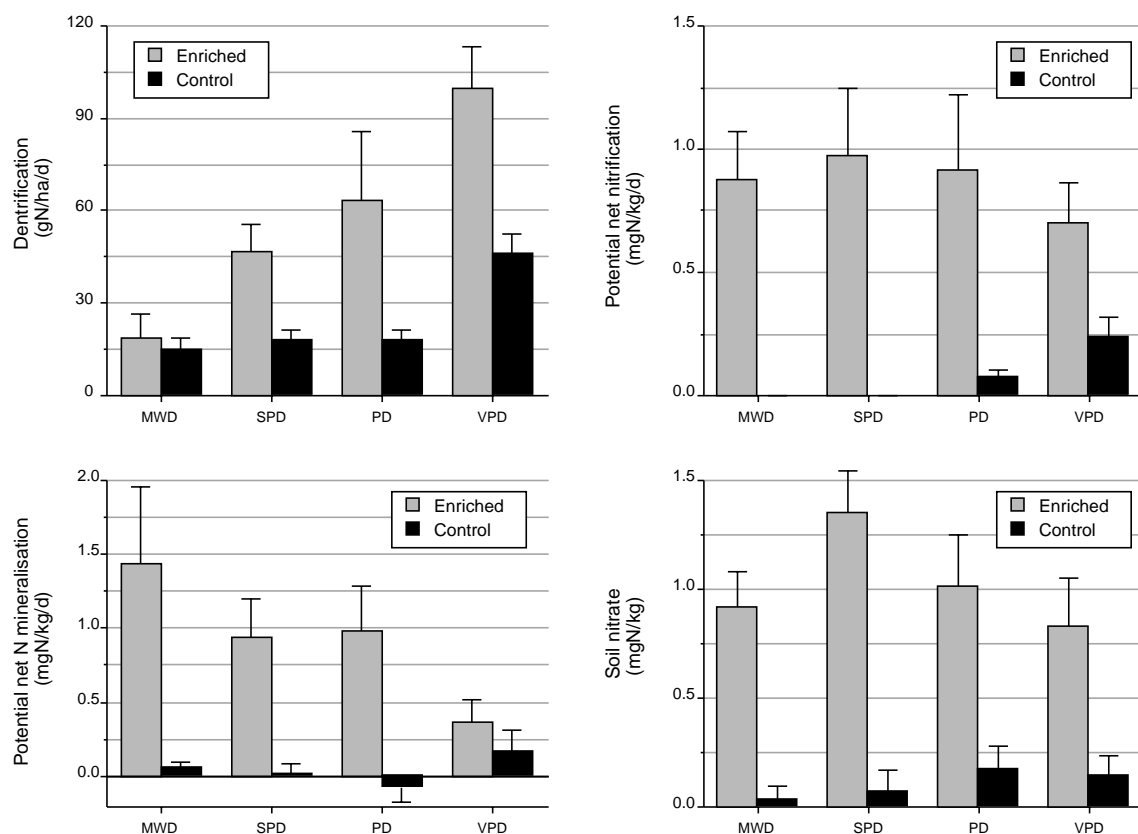 Dentrification
(gN/ha/d)
120
90
60
30
0
Enriched
Control
MWD SPD PD VPD
Potential net nitrification
(mgN/kg/d)
1.5
1.0
0.5
0.0
Enriched
Control
MWD SPD PD VPD
Potential net N mineralisation
(mgN/kg/d)
2.0
1.5
1.0
0.5
0.0
Enriched
Control
MWD SPD PD VPD
Soil nitrate
(mgN/kg)
1.5
1.0
0.5
0.0
Enriched
Control
MWD SPD PD VPD